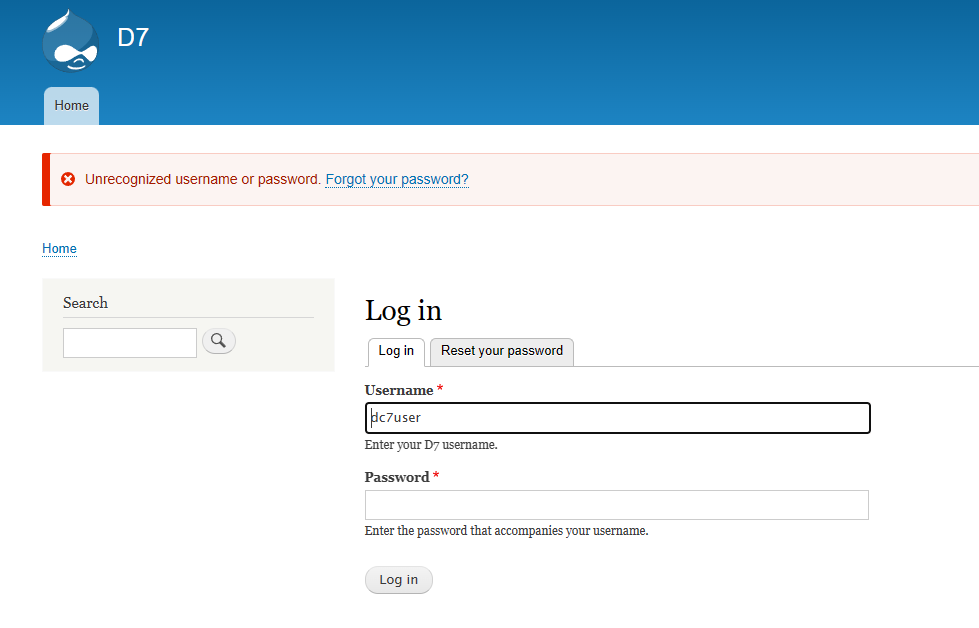 D7
Home
Unrecognized username or password. Forgot your password?
Home
Search
Log in
Log in
Reset your password
Username *
dc7user
Enter your D7 username.
Password *
Enter the password that accompanies your username.
Log in